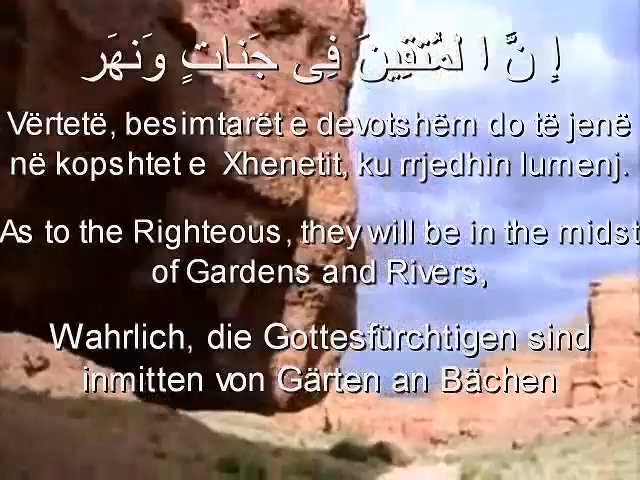 إِنَّ الْمُتَّقِينَ فِى جَنَاتٍ وَنَهَر
Vërtetë, besimtarët e devotshëm do të jenë
në kopshtet e Xhenetit, ku rrjedhin lumenj.
As to the Righteous, they will be in the midst
of Gardens and Rivers,
Wahrlich, die Gottesfürchtigen sind
inmitten von Gärten an Bächen